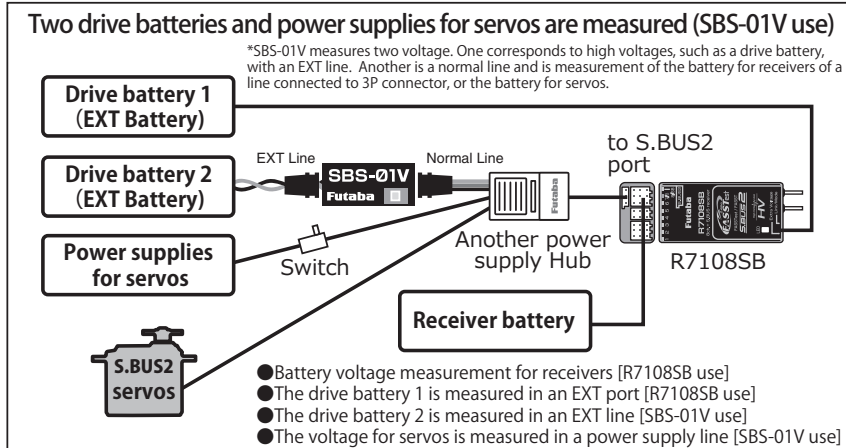 Two drive batteries and power supplies for servos are measured (SBS-01V use)
*SBS-01V measures two voltage. One corresponds to high voltages, such as a drive battery,
with an EXT line. Another is a normal line and is measurement of the battery for receivers of a
line connected to 3P connector, or the battery for servos.
Drive battery 1
(EXT Battery)
Drive battery 2
(EXT Battery)
EXT Line
SBS-01V
Futaba
Normal Line
Futaba
to S.BUS2
port
Futaba
R7108SB
FASSTest
S.BUS2
HV
R7108SB
Power supplies
for servos
Switch
Another power
supply Hub
Receiver battery
S.BUS2
servos
●Battery voltage measurement for receivers [R7108SB use]
●The drive battery 1 is measured in an EXT port [R7108SB use]
●The drive battery 2 is measured in an EXT line [SBS-01V use]
●The voltage for servos is measured in a power supply line [SBS-01V use]